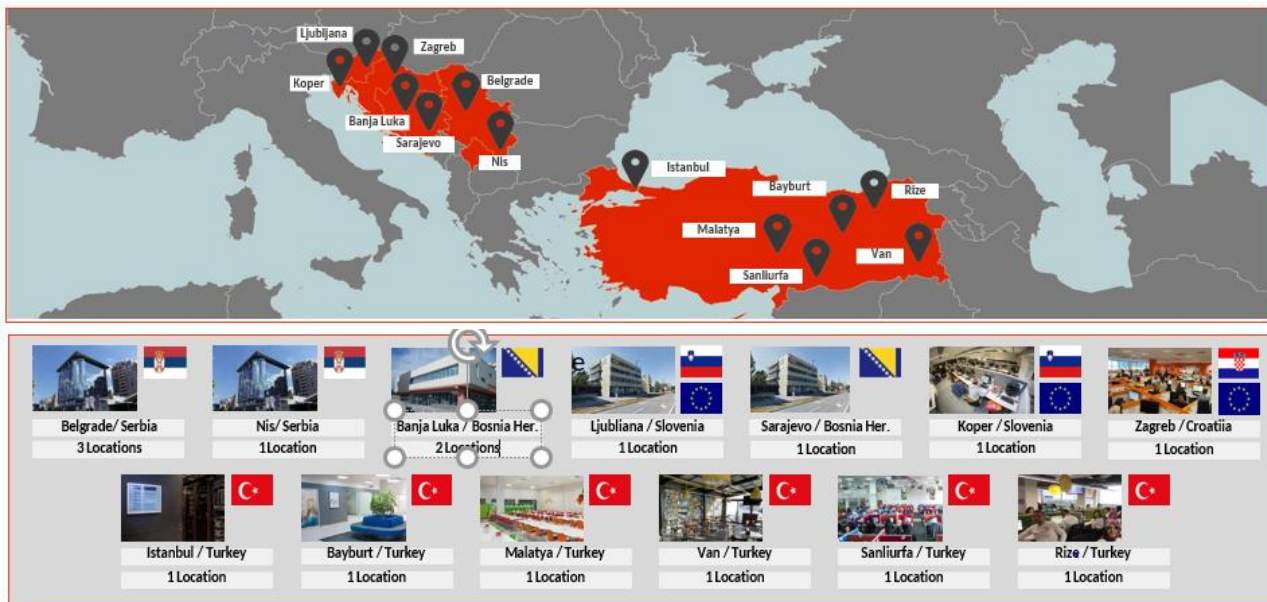 Ljubljana
Zagreb
Koper
Belgrade
Banja Luka
Sarajevo
Nis
Istanbul
Bayburt
Rize
Malatya
Van
Sanliurfa
e
Belgrade/ Serbia
3 Locations
Nis/ Serbia
1Location
Banja Luka / Bosnia Her.
2 Locations
Ljubliana / Slovenia
1 Location
Sarajevo / Bosnia Her.
1 Location
Koper / Slovenia
1 Location
Zagreb / Croatiia
1 Location
Istanbul / Turkey
1 Location
Bayburt / Turkey
1 Location
Malatya / Turkey
1 Location
Van / Turkey
1 Location
Sanliurfa / Turkey
1 Location
Rize / Turkey
1 Location